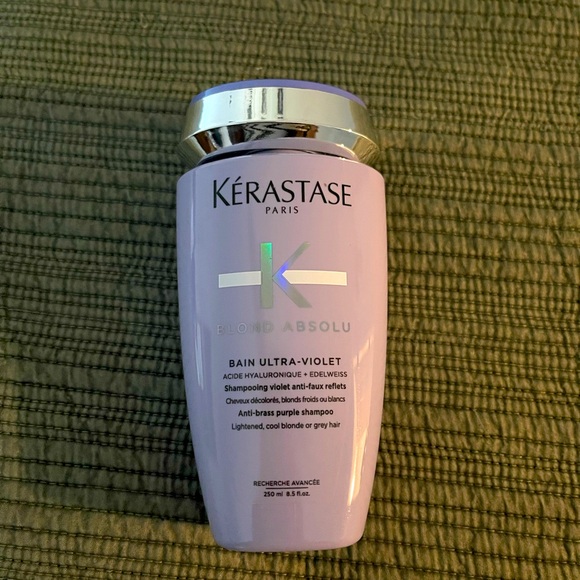 KÉRASTASE
PARIS
K
BLOND ABSOLU
BAIN ULTRA-VIOLET
ACIDE HYALURONIQUE + EDELWEISS
Shampooing violet anti-faux reflets
Cheveux décolorés, blonds froids ou blancs
Anti-brass purple shampoo
Lightened, cool blonde or grey hair
RECHERCHE AVANCÉE
250 ml 8.5 fl.oz.